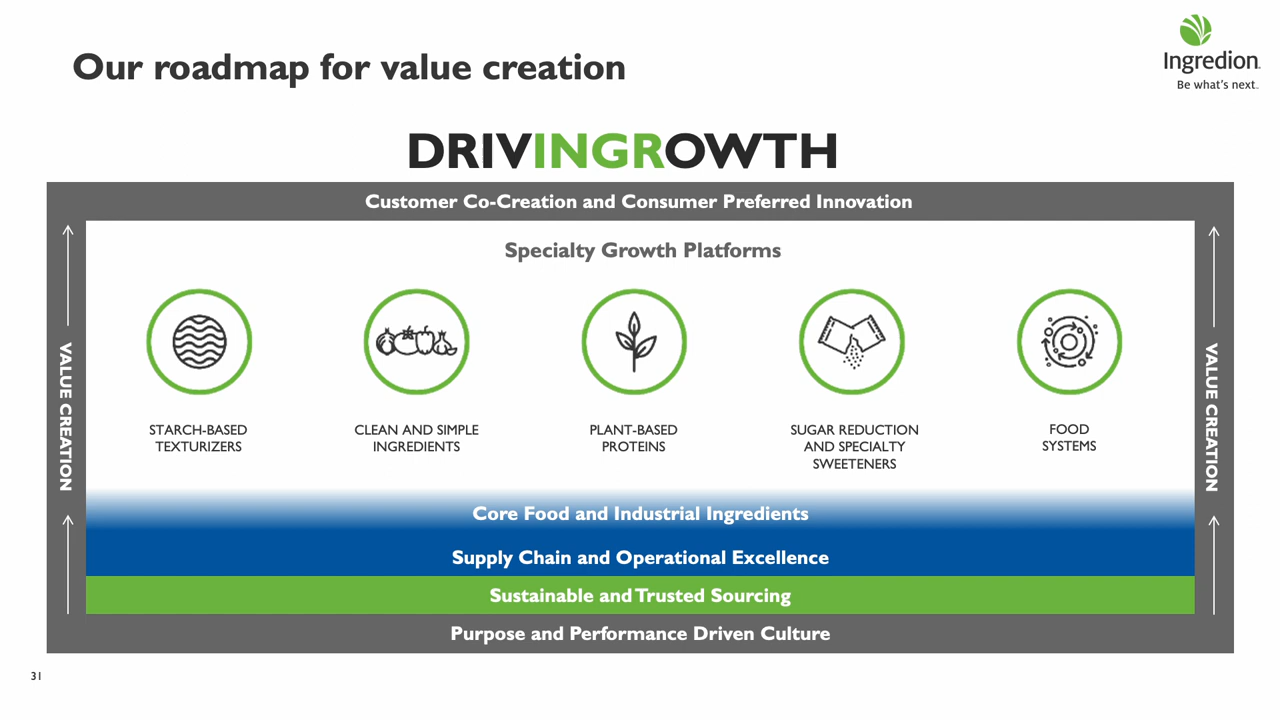 Our roadmap for value creation
Ingredion.
Be what's next.
DRIVINGROWTH
Customer Co-Creation and Consumer Preferred Innovation
Specialty Growth Platforms
VALUE CREATION
STARCH-BASED
TEXTURIZERS
CLEAN AND SIMPLE
INGREDIENTS
PLANT-BASED
PROTEINS
SUGAR REDUCTION
AND SPECIALTY
SWEETENERS
FOOD
SYSTEMS
VALUE CREATION
Core Food and Industrial Ingredients
Supply Chain and Operational Excellence
Sustainable and Trusted Sourcing
Purpose and Performance Driven Culture
31